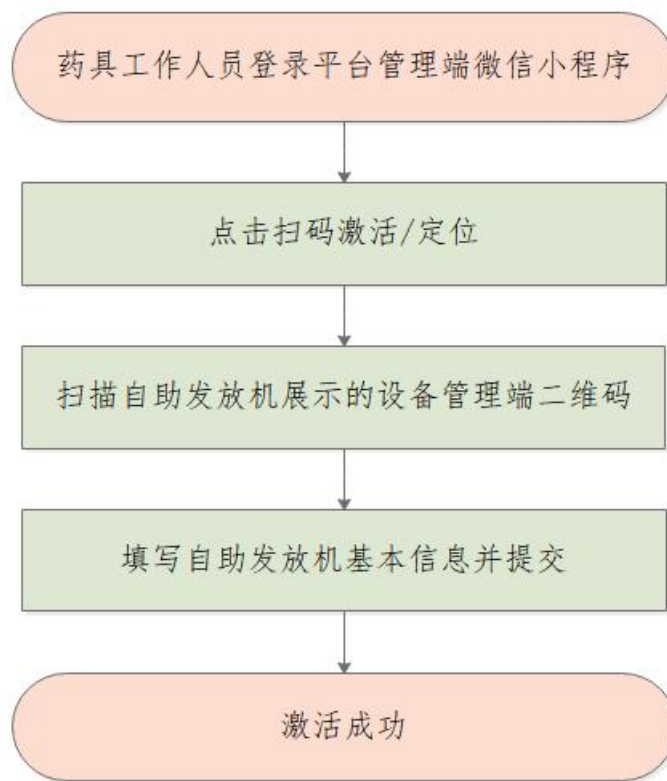 药具工作人员登录平台管理端微信小程序
点击扫码激活/定位
扫描自助发放机展示的设备管理端二维码
填写自助发放机基本信息并提交
激活成功